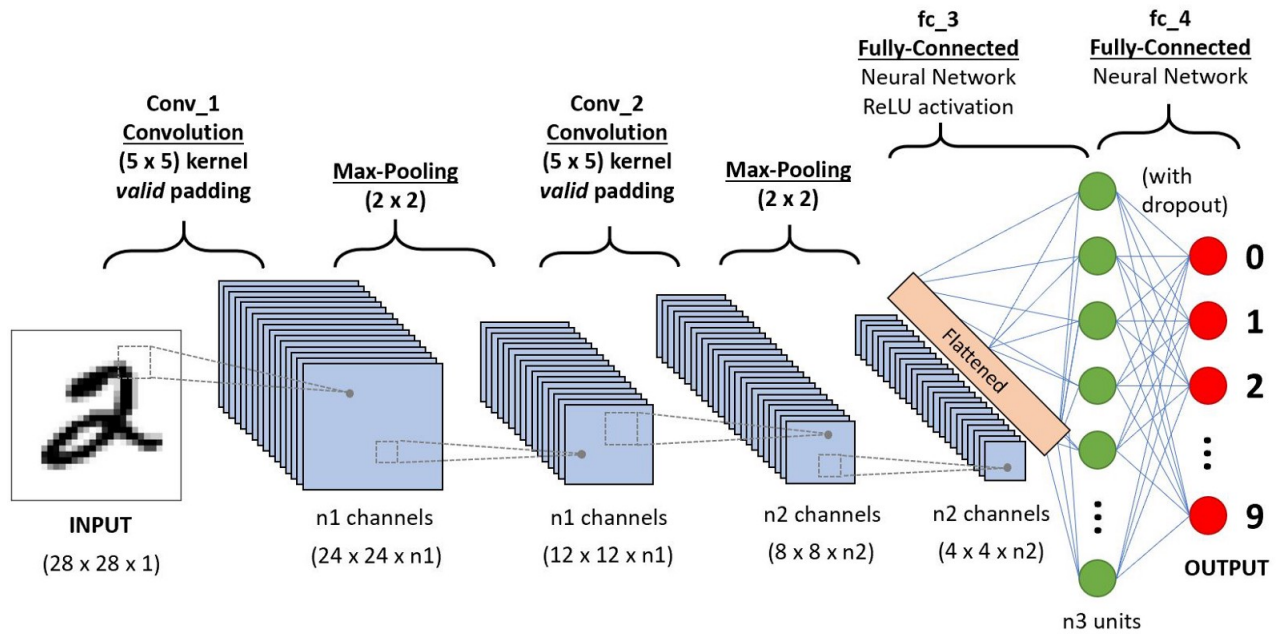 Conv_1
Convolution
(5 x 5) kernel
valid padding
Max-Pooling
(2 x 2)
Conv_2
Convolution
(5 x 5) kernel
valid padding
Max-Pooling
(2 x 2)
fc_3
Fully-Connected
Neural Network
ReLU activation
fc_4
Fully-Connected
Neural Network
(with
dropout)
Flattened
0
1
2
9
OUTPUT
2
INPUT
(28 x 28 x 1)
n1 channels
(24 x 24 x n1)
n1 channels
(12 x 12 x n1)
n2 channels
(8 x 8 x n2)
n2 channels
(4 x 4 x n2)
n3 units